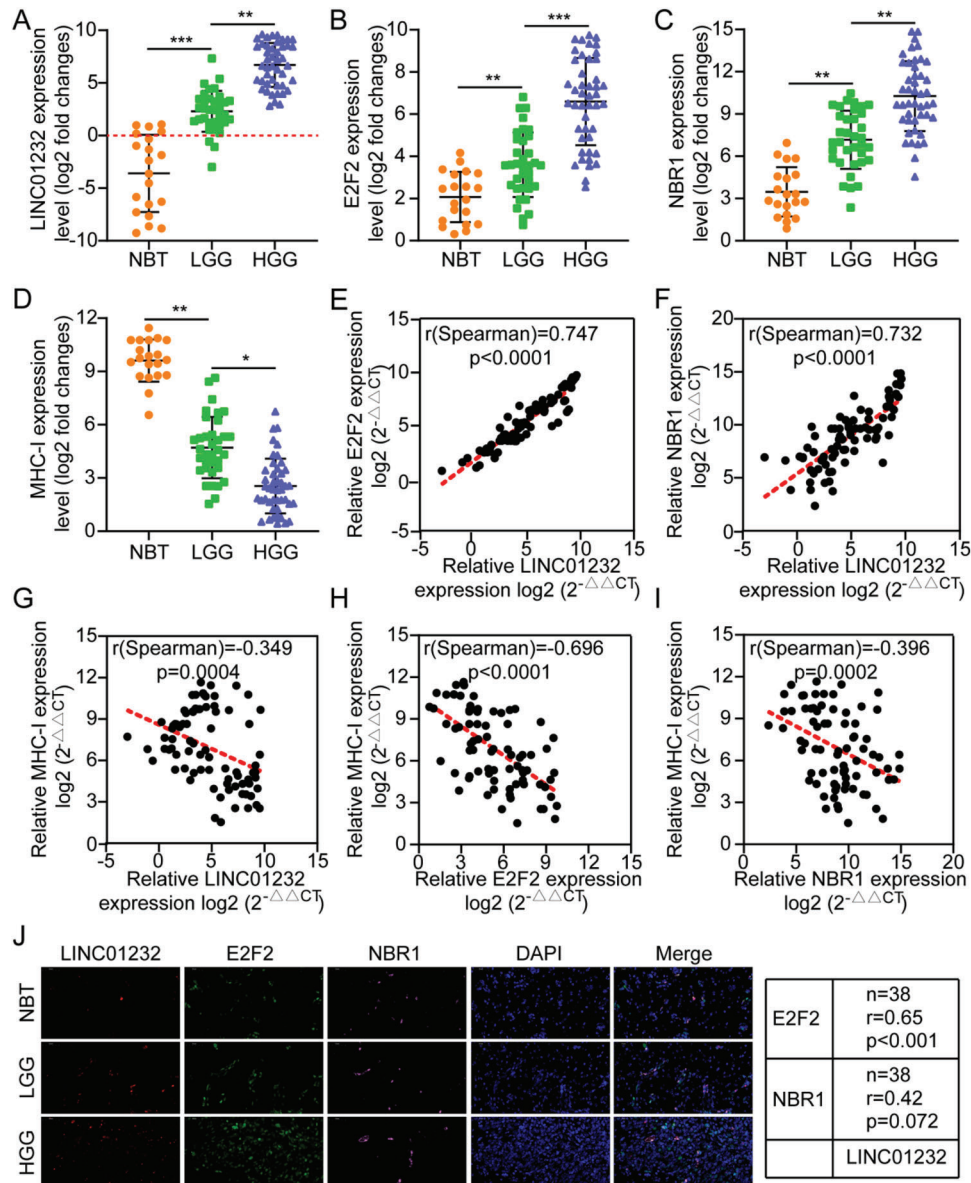 A
LINC01232 expression
level (log2 fold changes)
10
5
0
-5
-10
**
***
NBT
LGG
HGG
B
E2F2 expression
level (log2 fold changes)
10
8
6
4
2
0
***
**
NBT
LGG
HGG
C
NBR1 expression
level (log2 fold changes)
15
12
9
6
3
0
**
**
NBT
LGG
HGG
D
MHC-I expression
level (log2 fold changes)
12
9
6
3
0
**
*
NBT
LGG
HGG
E
Relative E2F2 expression
log2 (2-△△CT)
15
10
5
0
-5
r(Spearman)=0.747
p<0.0001
-5
0
5
10
15
Relative LINC01232
expression log2 (2-△△CT)
F
Relative NBR1 expression
log2 (2-△△CT)
20
15
10
5
0
r(Spearman)=0.732
p<0.0001
-5
0
5
10
15
Relative LINC01232
expression log2 (2-△△CT)
G
Relative MHC-I expression
log2 (2-△△CT)
15
12
9
6
3
0
r(Spearman)=-0.349
p=0.0004
-5
0
5
10
15
Relative LINC01232
expression log2 (2-△△CT)
H
Relative MHC-I expression
log2 (2-△△CT)
15
12
9
6
3
0
r(Spearman)=-0.696
p<0.0001
0
3
6
9
12
15
Relative E2F2 expression
log2 (2-△△CT)
I
Relative MHC-I expression
log2 (2-△△CT)
15
12
9
6
3
0
r(Spearman)=-0.396
p=0.0002
0
5
10
15
20
Relative NBR1 expression
log2 (2-△△CT)
J
LINC01232
E2F2
NBR1
DAPI
Merge
NBT
LGG
HGG
E2F2
n=38
r=0.65
p<0.001
NBR1
n=38
r=0.42
p=0.072
LINC01232